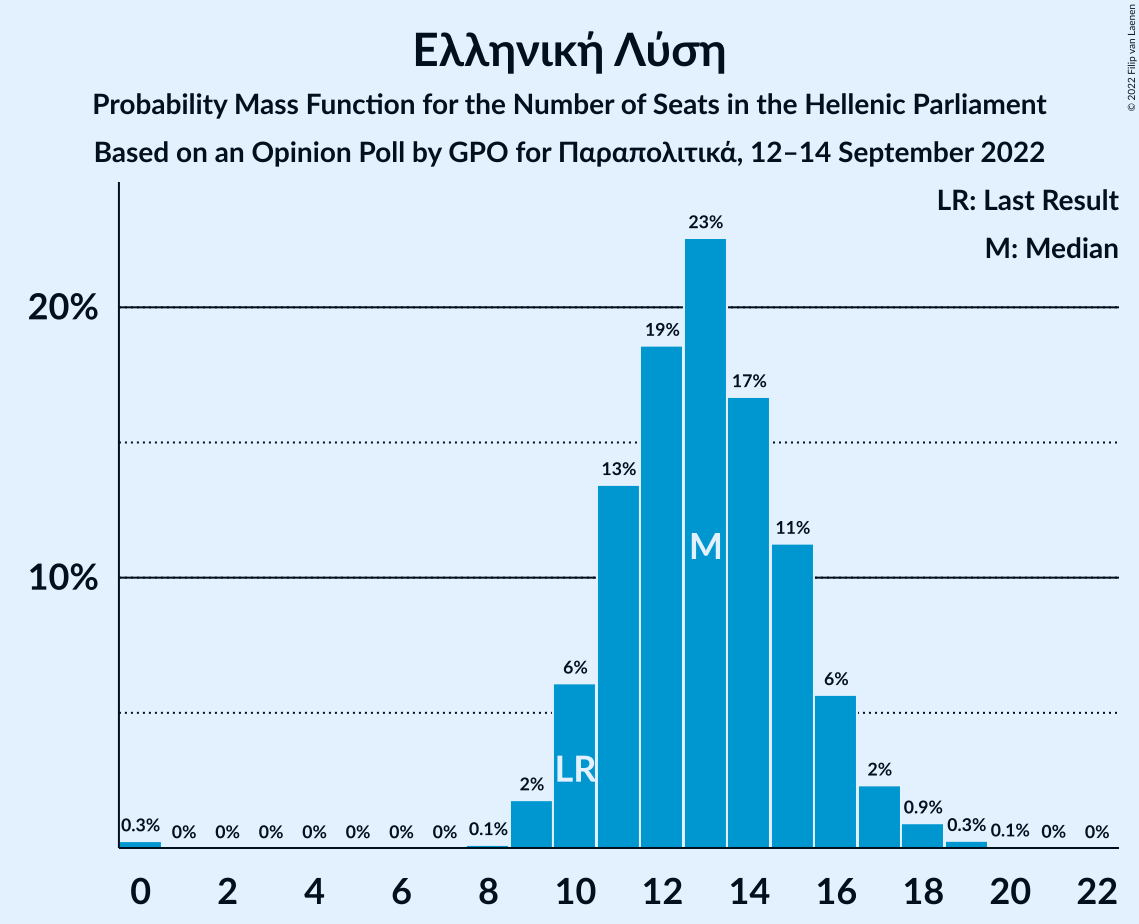 Ελληνική Λύση
Probability Mass Function for the Number of Seats in the Hellenic Parliament
Based on an Opinion Poll by GPO for Παραπολιτικά, 12–14 September 2022
© 2022 Filip van Laenen
LR: Last Result
M: Median
23%
20%
19%
17%
13%
11%
M
10%
6%
6%
LR
2%
2%
0.9%
0.3% 0% 0% 0% 0% 0% 0% 0% 0.1% 0.3% 0.1% 0% 0%
0 2 4 6 8 10 12 14 16 18 20 22